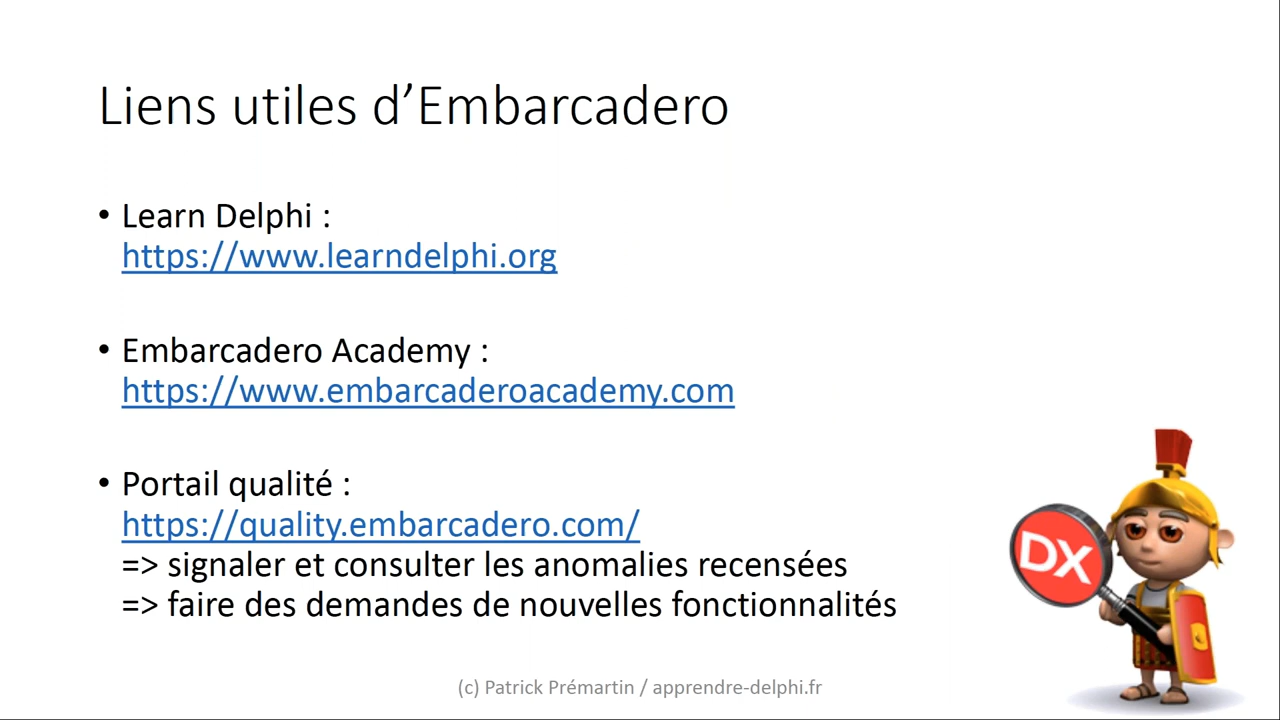 Liens utiles d’Embarcadero
• Learn Delphi :
https://www.learndelphi.org
• Embarcadero Academy :
https://www.embarcaderoacademy.com
• Portail qualité :
https://quality.embarcadero.com/
=> signaler et consulter les anomalies recensées
=> faire des demandes de nouvelles fonctionnalités
DX
(c) Patrick Prémartin / apprendre-delphi.fr